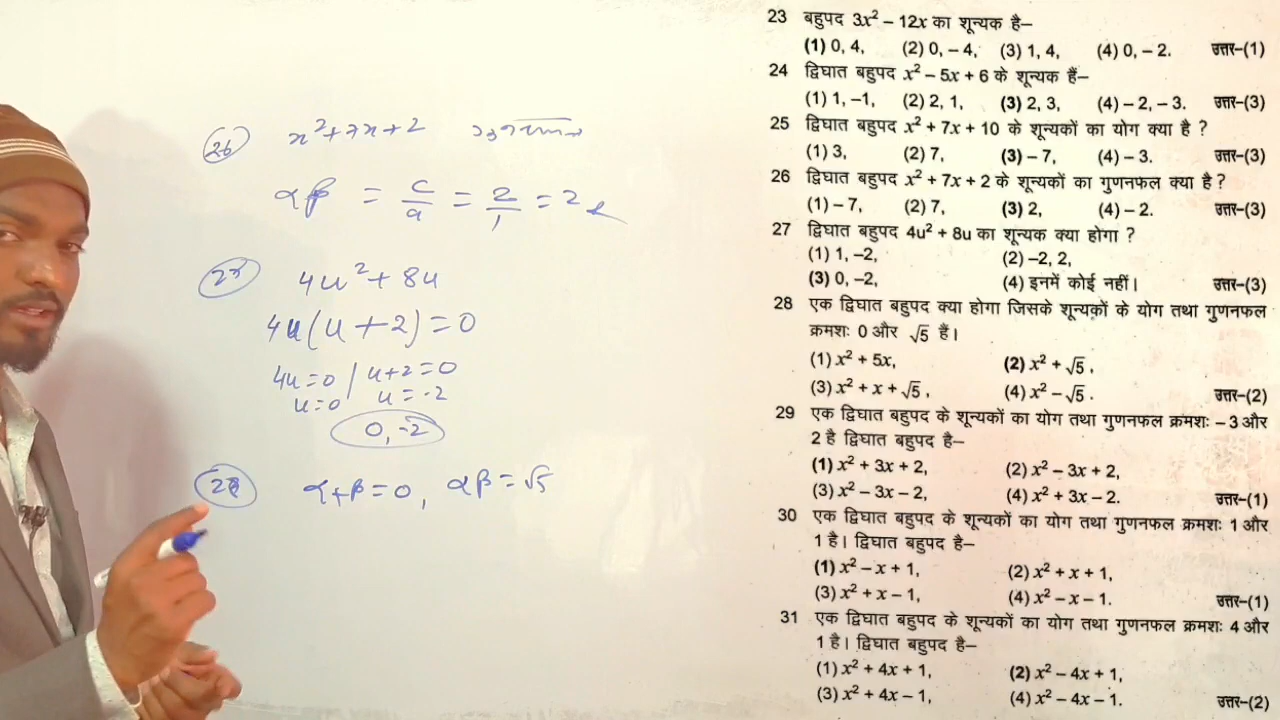 26 x²+7x+2
αβ = c/a = 2/1 = 2
27 4u²+8u
4u(u+2)=0
4u=0 / u+2=0
u=0 u=-2
0,-2
28 α+β=0, αβ=√5
23 बहुपद 3x² – 12x का शून्यक है–
(1) 0, 4, (2) 0, – 4, (3) 1, 4, (4) 0, – 2. उत्तर–(1)
24 द्विघात बहुपद x² – 5x + 6 के शून्यक हैं–
(1) 1, –1, (2) 2, 1, (3) 2, 3, (4) – 2, – 3. उत्तर–(3)
25 द्विघात बहुपद x² + 7x + 10 के शून्यकों का योग क्या है ?
(1) 3, (2) 7, (3) – 7, (4) – 3. उत्तर–(3)
26 द्विघात बहुपद x² + 7x + 2 के शून्यकों का गुणनफल क्या है ?
(1) – 7, (2) 7, (3) 2, (4) – 2. उत्तर–(3)
27 द्विघात बहुपद 4u² + 8u का शून्यक क्या होगा ?
(1) 1, –2, (2) –2, 2,
(3) 0, –2, (4) इनमें कोई नहीं। उत्तर–(3)
28 एक द्विघात बहुपद क्या होगा जिसके शून्यकों के योग तथा गुणनफल
क्रमशः 0 और √5 हैं।
(1) x² + 5x, (2) x² + √5,
(3) x² + x + √5, (4) x² – √5. उत्तर–(2)
29 एक द्विघात बहुपद के शून्यकों का योग तथा गुणनफल क्रमशः – 3 और
2 है द्विघात बहुपद है–
(1) x² + 3x + 2, (2) x² – 3x + 2,
(3) x² – 3x – 2, (4) x² + 3x – 2. उत्तर–(1)
30 एक द्विघात बहुपद के शून्यकों का योग तथा गुणनफल क्रमशः 1 और
1 है। द्विघात बहुपद है–
(1) x² – x + 1, (2) x² + x + 1,
(3) x² + x – 1, (4) x² – x – 1. उत्तर–(1)
31 एक द्विघात बहुपद के शून्यकों का योग तथा गुणनफल क्रमशः 4 और
1 है। द्विघात बहुपद है–
(1) x² + 4x + 1, (2) x² – 4x + 1,
(3) x² + 4x – 1, (4) x² – 4x – 1. उत्तर–(2)